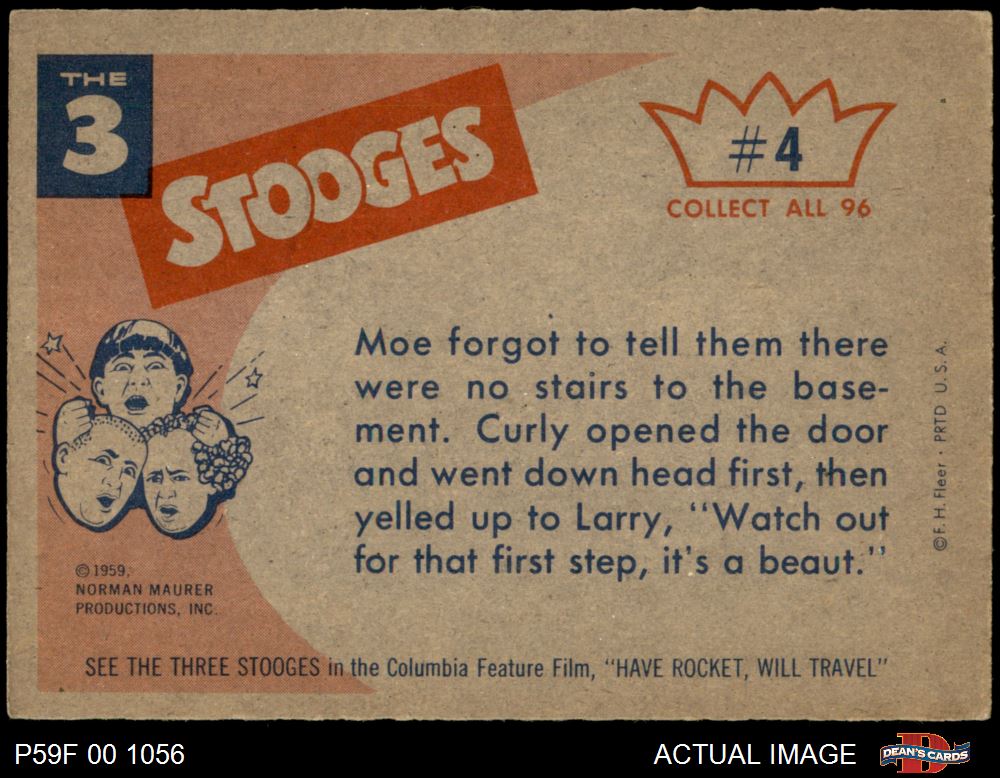 THE
3
STOOGES
#4
COLLECT ALL 96
Moe forgot to tell them there
were no stairs to the base-
ment. Curly opened the door
and went down head first, then
yelled up to Larry, “Watch out
for that first step, it's a beaut.”
© F. H. Fleer • PRTD U. S. A.
© 1959,
NORMAN MAURER
PRODUCTIONS, INC.
SEE THE THREE STOOGES in the Columbia Feature Film, “HAVE ROCKET, WILL TRAVEL”
P59F 00 1056
ACTUAL IMAGE
DEAN'S CARDS